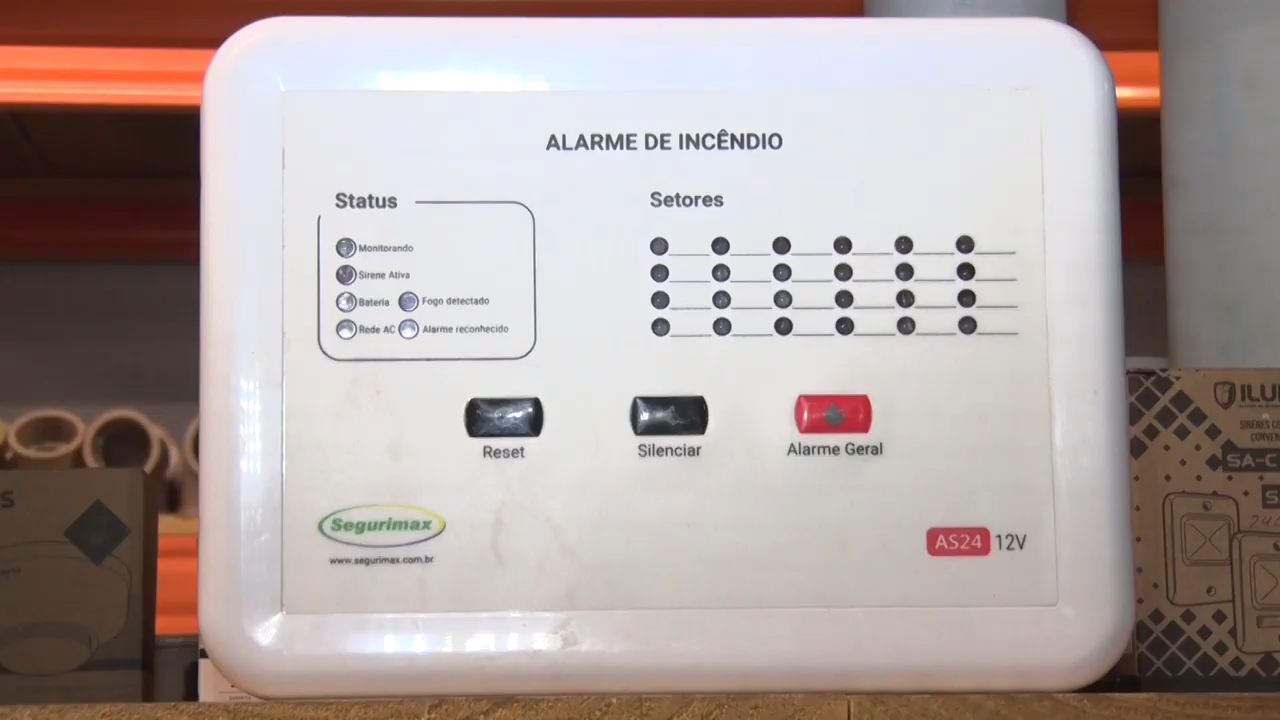 ALARME DE INCÊNDIO
Status
Setores
Monitorando
Sirene Ativa
Bateria
Fogo detectado
Rede AC
Alarme reconhecido
Reset
Silenciar
Alarme Geral
Segurimax
www.segurimax.com.br
AS24 12V
SA-C